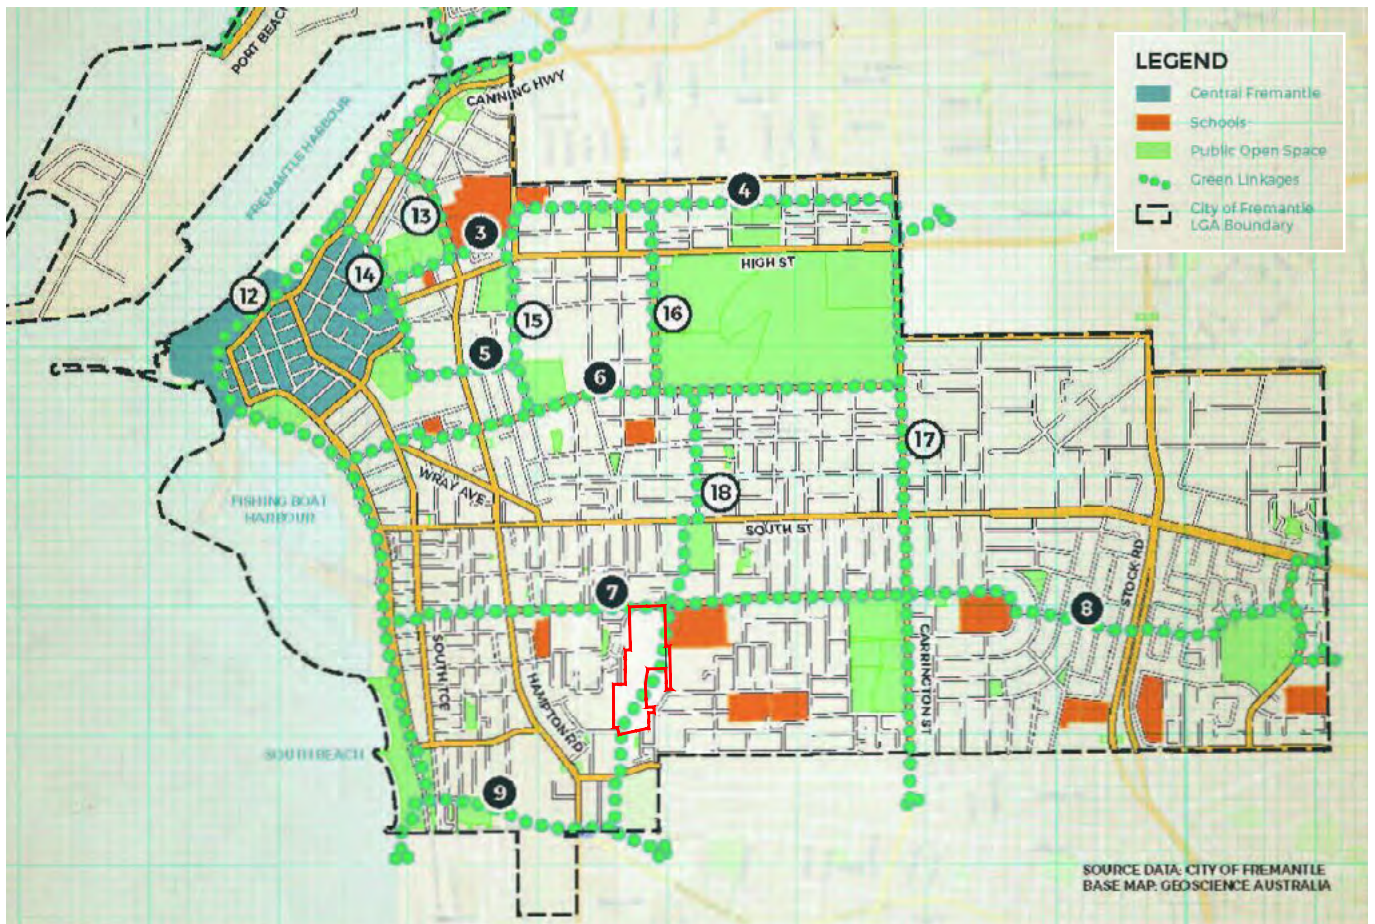 PORT BEACH
LEGEND
Central Fremantle
Schools
Public Open Space
Green Linkages
City of Fremantle
LGA Boundary
CANNING HWY
FREMANTLE HARBOUR
4
13
3
HIGH ST
14
12
15
16
5
6
17
WRAY AVE
18
FISHING BOAT
HARBOUR
SOUTH ST
STOCK RD
7
8
SOUTH TCE
CARRINGTON ST
HAMPTON RD
SOUTH BEACH
9
SOURCE DATA: CITY OF FREMANTLE
BASE MAP: GEOSCIENCE AUSTRALIA